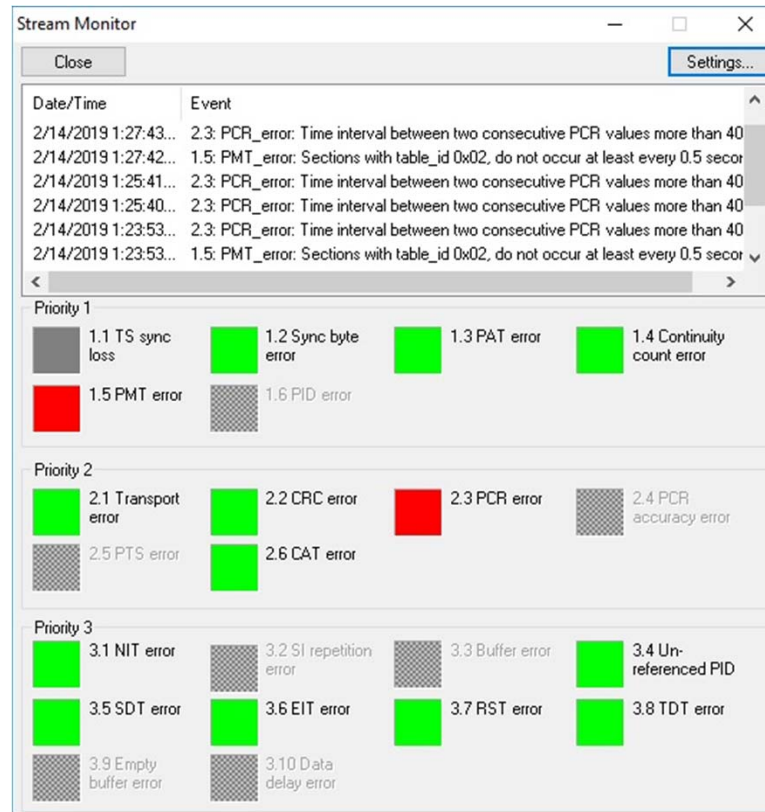 Stream Monitor
Close
Settings...
Date/Time Event
2/14/2019 1:27:43... 2.3: PCR_error: Time interval between two consecutive PCR values more than 40
2/14/2019 1:27:42... 1.5: PMT_error: Sections with table_id 0x02, do not occur at least every 0.5 secor
2/14/2019 1:25:41... 2.3: PCR_error: Time interval between two consecutive PCR values more than 40
2/14/2019 1:25:40... 2.3: PCR_error: Time interval between two consecutive PCR values more than 40
2/14/2019 1:23:53... 2.3: PCR_error: Time interval between two consecutive PCR values more than 40
2/14/2019 1:23:53... 1.5: PMT_error: Sections with table_id 0x02, do not occur at least every 0.5 secor
Priority 1
1.1 TS sync
loss
1.2 Sync byte
error
1.3 PAT error
1.4 Continuity
count error
1.5 PMT error
1.6 PID error
Priority 2
2.1 Transport
error
2.2 CRC error
2.3 PCR error
2.4 PCR
accuracy error
2.5 PTS error
2.6 CAT error
Priority 3
3.1 NIT error
3.2 SI repetition
error
3.3 Buffer error
3.4 Un-
referenced PID
3.5 SDT error
3.6 EIT error
3.7 RST error
3.8 TDT error
3.9 Empty
buffer error
3.10 Data
delay error